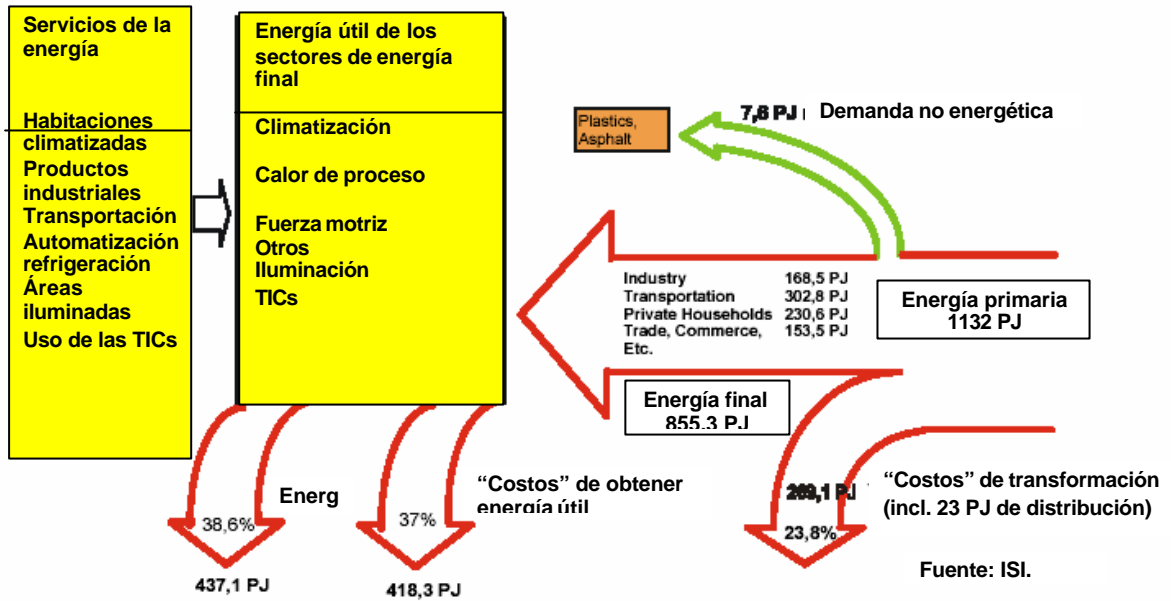 Servicios de la
energía
Habitaciones
climatizadas
Productos
industriales
Transportación
Automatización
refrigeración
Áreas
iluminadas
Uso de las TICs
Energía útil de los
sectores de energía
final
Climatización
Calor de proceso
Fuerza motriz
Otros
Iluminación
TICs
Plastics,
Asphalt
7,6 PJ
Demanda no energética
Industry 168,5 PJ
Transportation 302,8 PJ
Private Households 230,6 PJ
Trade, Commerce, 153,5 PJ
Etc.
Energía primaria
1132 PJ
Energía final
855.3 PJ
Energ
38,6%
437,1 PJ
"Costos" de obtener
energía útil
37%
418,3 PJ
269,1 PJ
23,8%
"Costos" de transformación
(incl. 23 PJ de distribución)
Fuente: ISI.